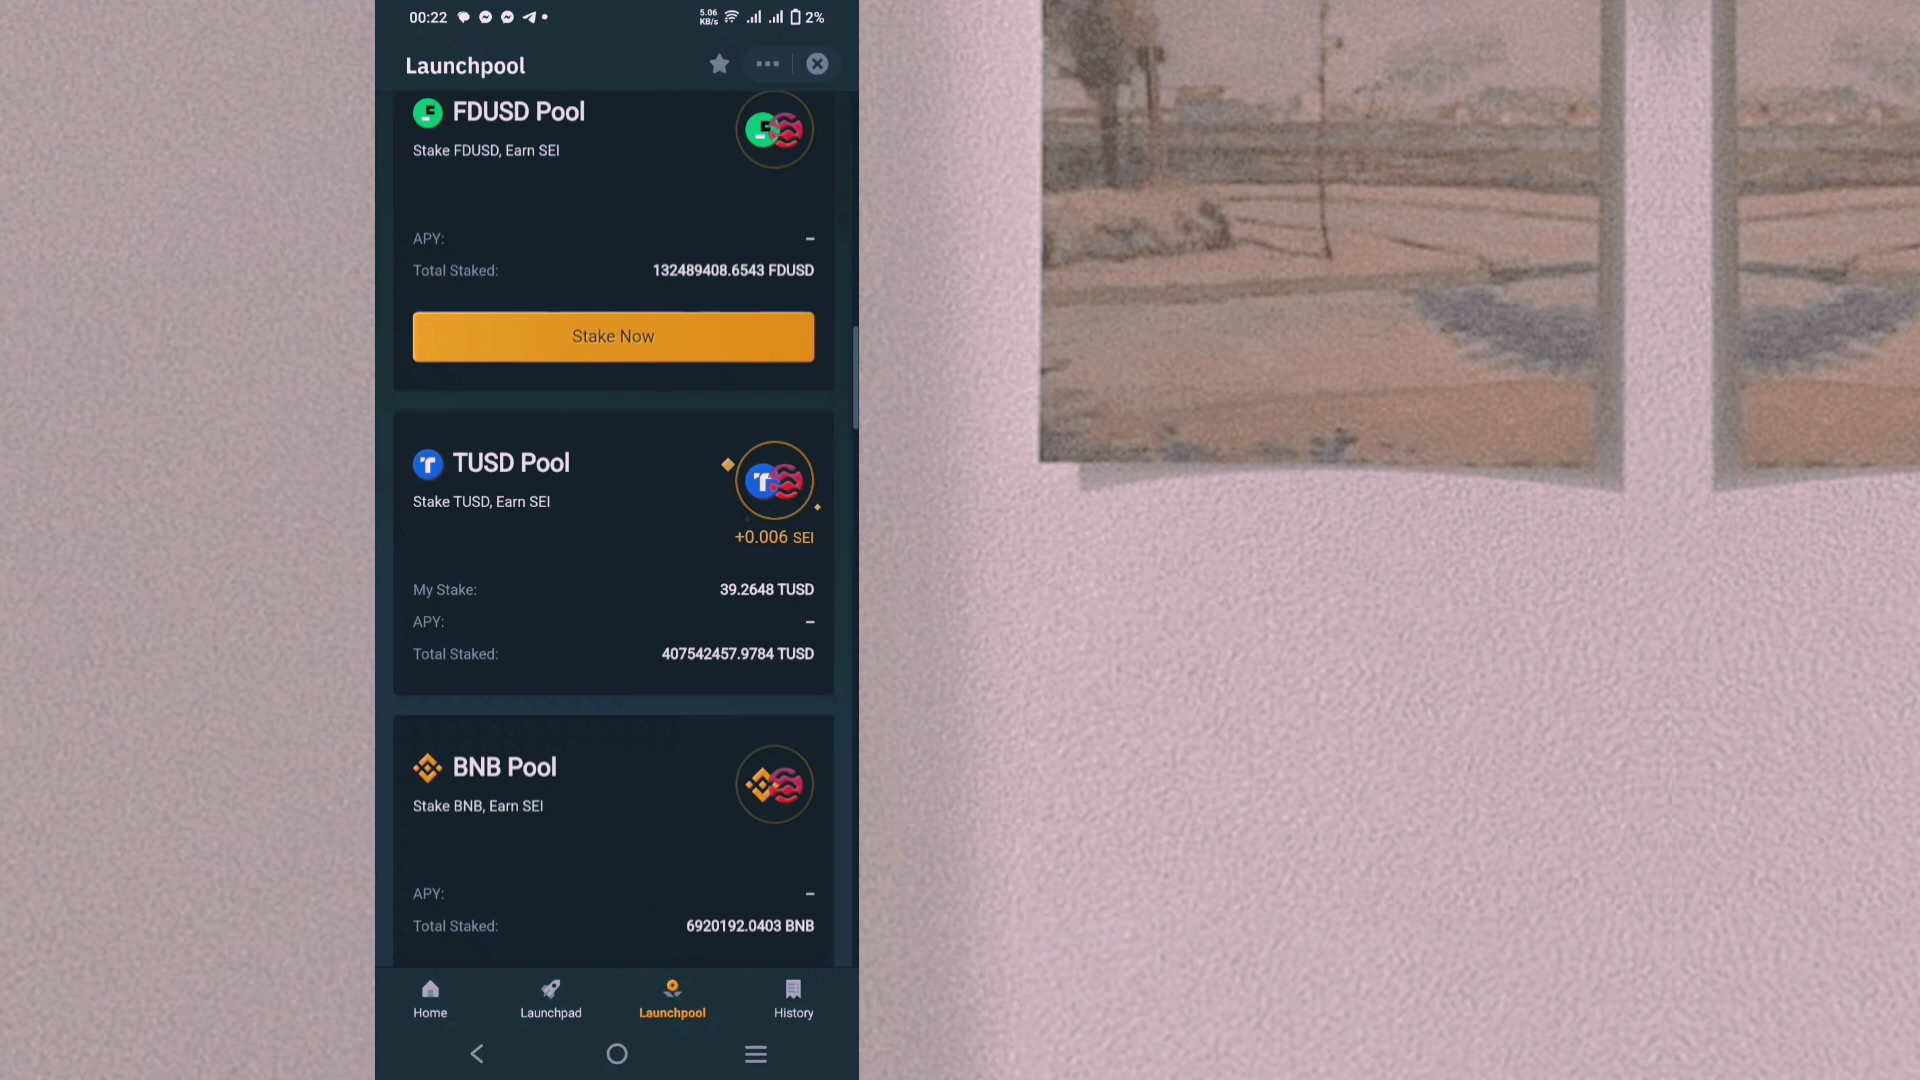 00:22 5.06 KB/s 2%
Launchpool
FDUSD Pool
Stake FDUSD, Earn SEI
APY: –
Total Staked: 132489408.6543 FDUSD
Stake Now
TUSD Pool
Stake TUSD, Earn SEI
+0.006 SEI
My Stake: 39.2648 TUSD
APY: –
Total Staked: 407542457.9784 TUSD
BNB Pool
Stake BNB, Earn SEI
APY: –
Total Staked: 6920192.0403 BNB
Home Launchpad Launchpool History